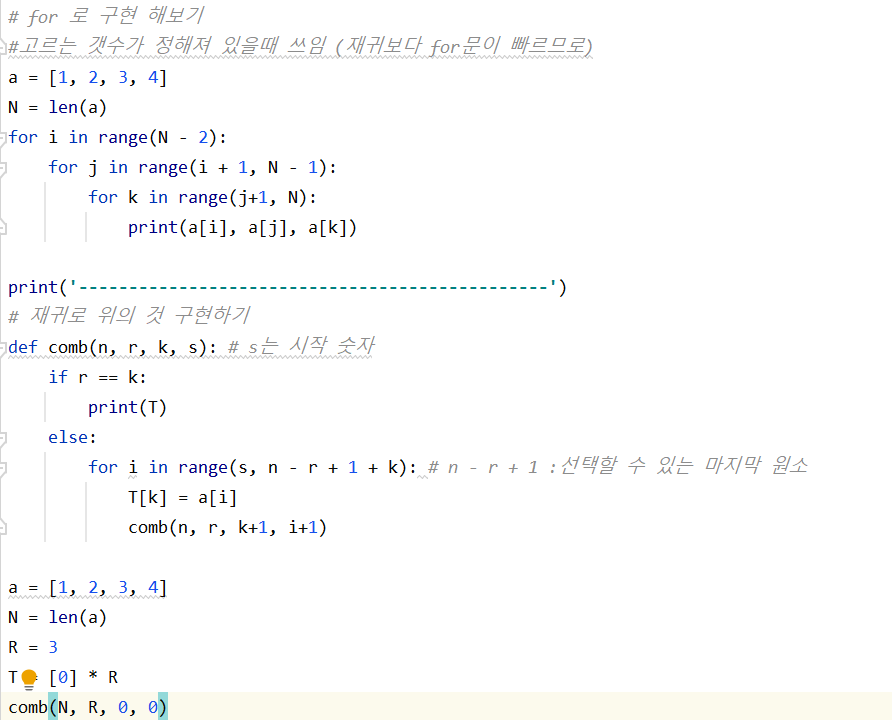 # for 로 구현 해보기
#고르는 갯수가 정해져 있을때 쓰임 (재귀보다 for문이 빠르므로)
a = [1, 2, 3, 4]
N = len(a)
for i in range(N - 2):
    for j in range(i + 1, N - 1):
        for k in range(j+1, N):
            print(a[i], a[j], a[k])
print('-----------------------------------------------')
# 재귀로 위의 것 구현하기
def comb(n, r, k, s): # s는 시작 숫자
    if r == k:
        print(T)
    else:
        for i in range(s, n - r + 1 + k): # n - r + 1 :선택할 수 있는 마지막 원소
            T[k] = a[i]
            comb(n, r, k+1, i+1)
a = [1, 2, 3, 4]
N = len(a)
R = 3
T = [0] * R
comb(N, R, 0, 0)